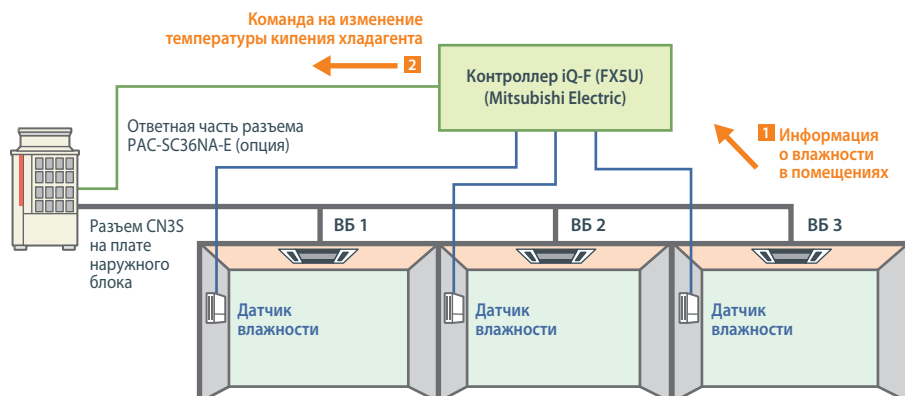 Команда на изменение
температуры кипения хладагента
2
Контроллер iQ-F (FX5U)
(Mitsubishi Electric)
Ответная часть разъема
PAC-SC36NA-E (опция)
1 Информация
о влажности
в помещениях
Разъем CN3S
на плате
наружного
блока
ВБ 1
ВБ 2
ВБ 3
Датчик
влажности
Датчик
влажности
Датчик
влажности